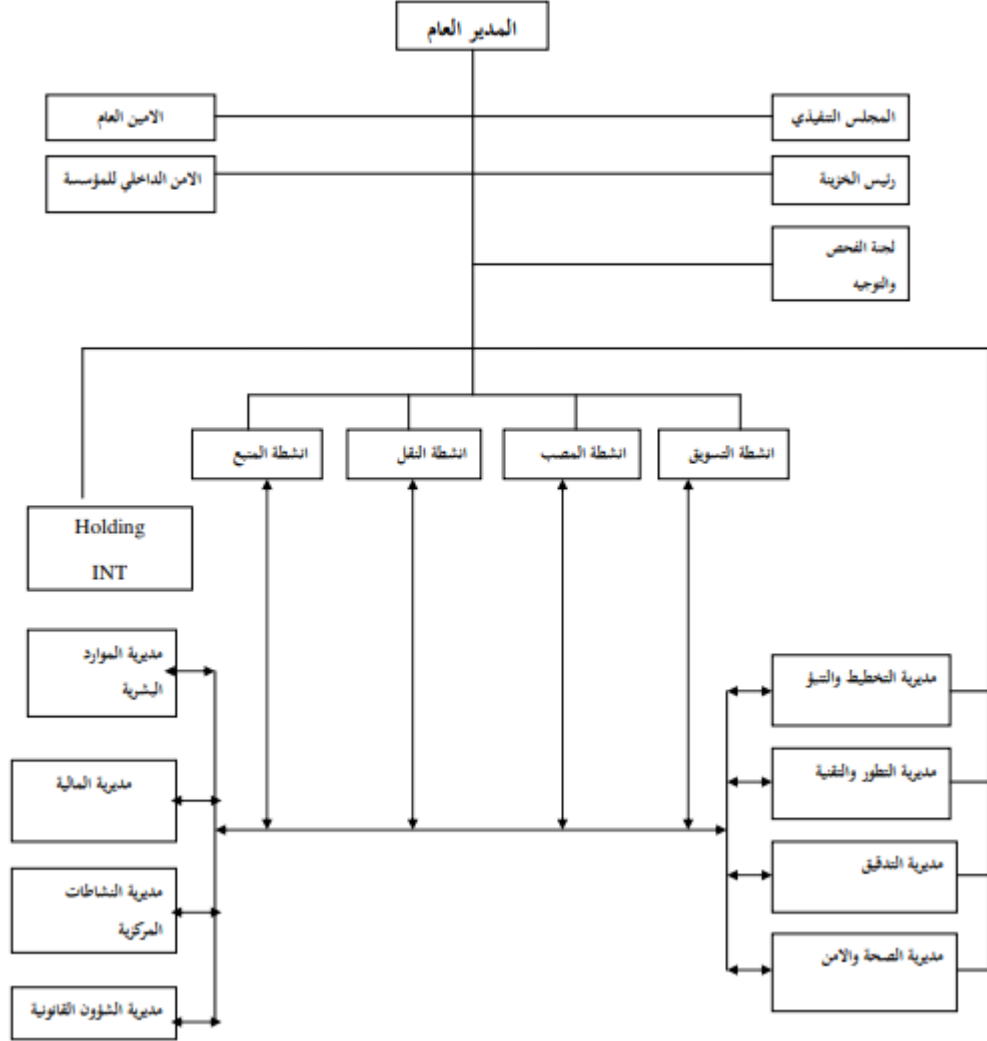 المدير العام
المجلس التنفيذي
الامين العام
رئيس الخزينة
الامن الداخلي للمؤسسة
لجنة الفحص
والتوجيه
انشطة التسويق
انشطة المصب
انشطة النقل
انشطة المنبع
Holding
INT
مديرية الموارد
البشرية
مديرية التخطيط والتنبؤ
مديرية المالية
مديرية التطور والتقنية
مديرية النشاطات
المركزية
مديرية التدقيق
مديرية الصحة والامن
مديرية الشؤون القانونية